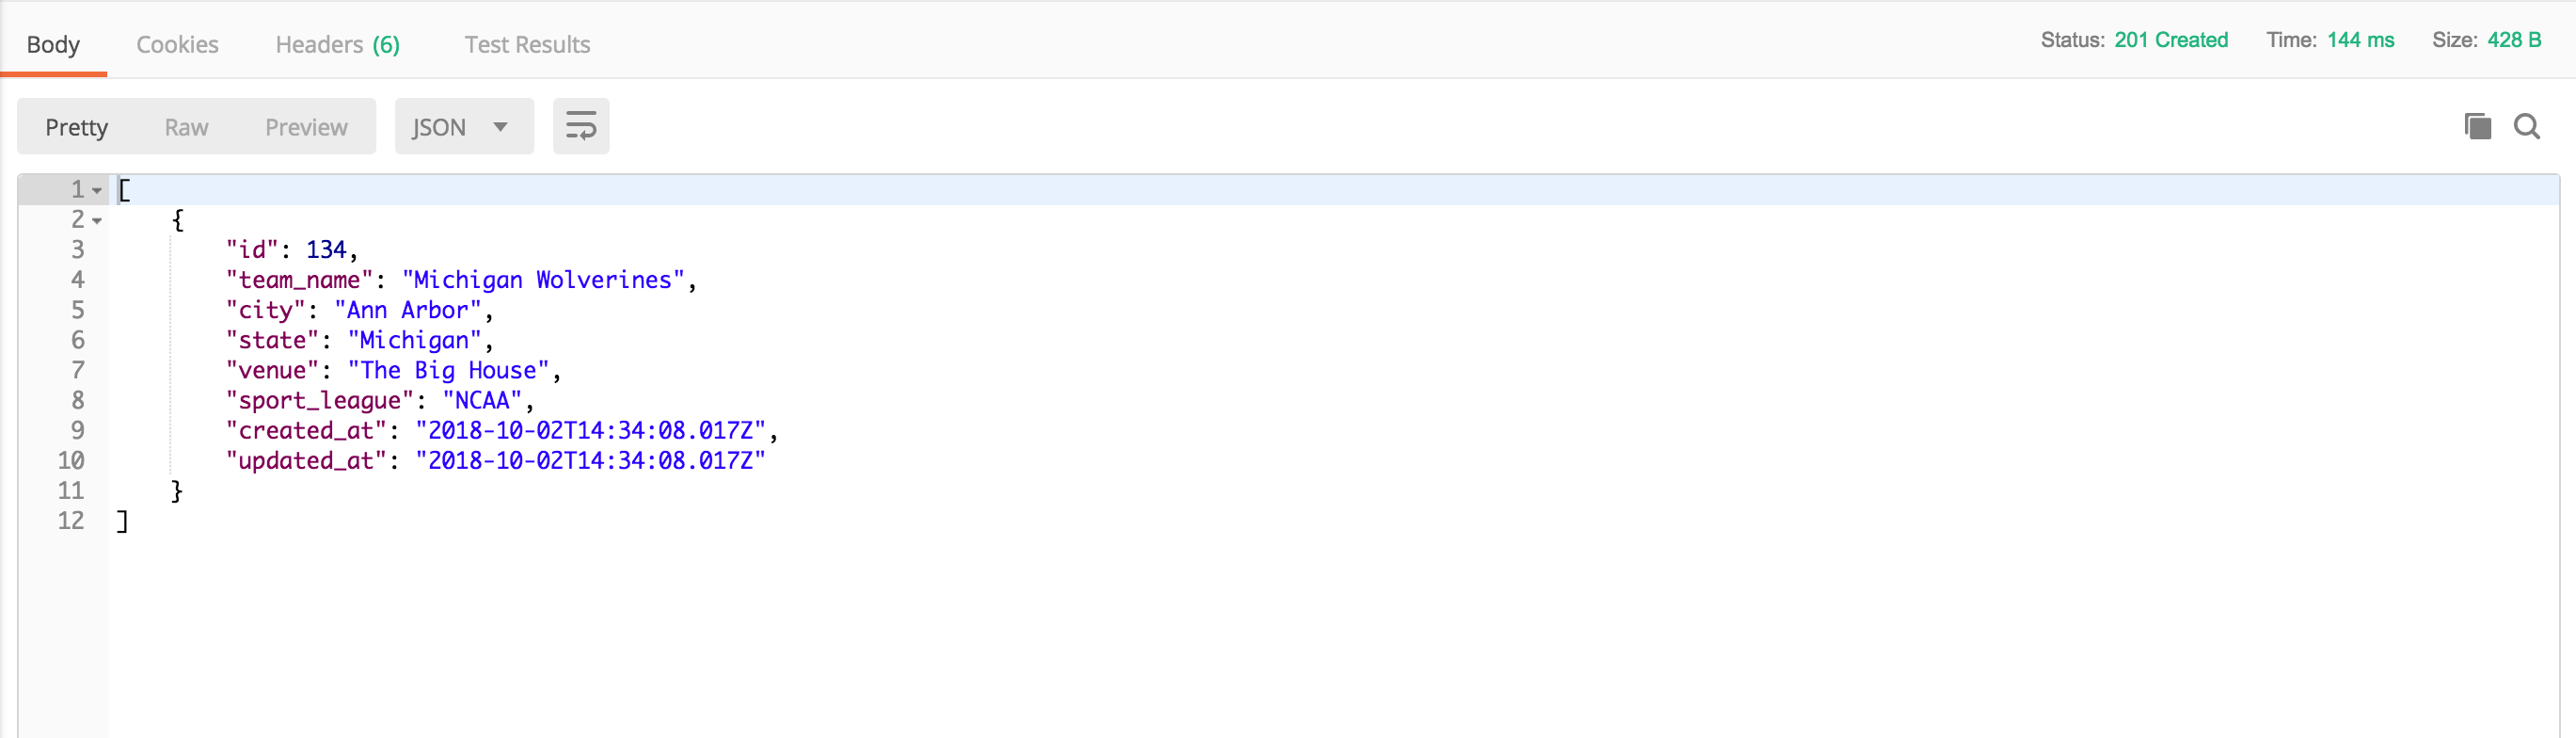 Body Cookies Headers (6) Test Results Status: 201 Created Time: 144 ms Size: 428 B
Pretty Raw Preview JSON
1 [
2 {
3 "id": 134,
4 "team_name": "Michigan Wolverines",
5 "city": "Ann Arbor",
6 "state": "Michigan",
7 "venue": "The Big House",
8 "sport_league": "NCAA",
9 "created_at": "2018-10-02T14:34:08.017Z",
10 "updated_at": "2018-10-02T14:34:08.017Z"
11 }
12 ]